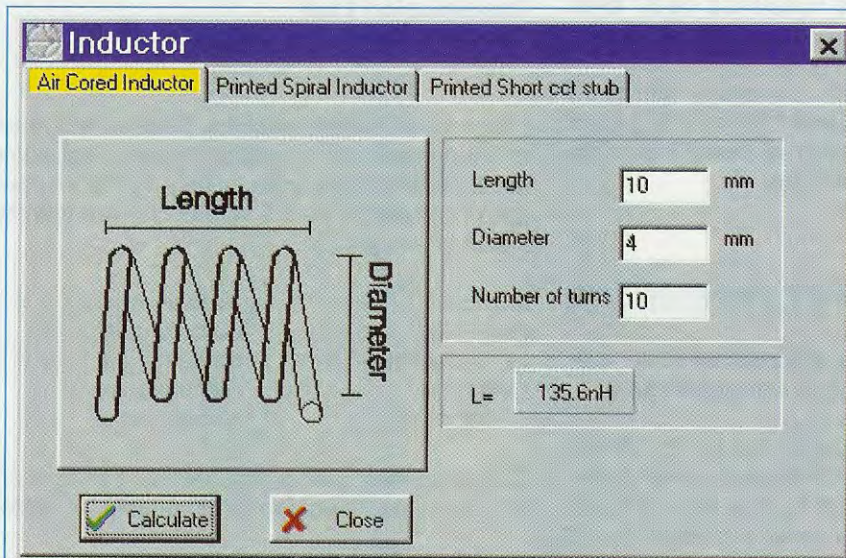 Inductor
Air Cored Inductor
Printed Spiral Inductor
Printed Short cct stub
Length
Diameter
Length 10 mm
Diameter 4 mm
Number of turns 10
L= 135.6nH
Calculate
Close